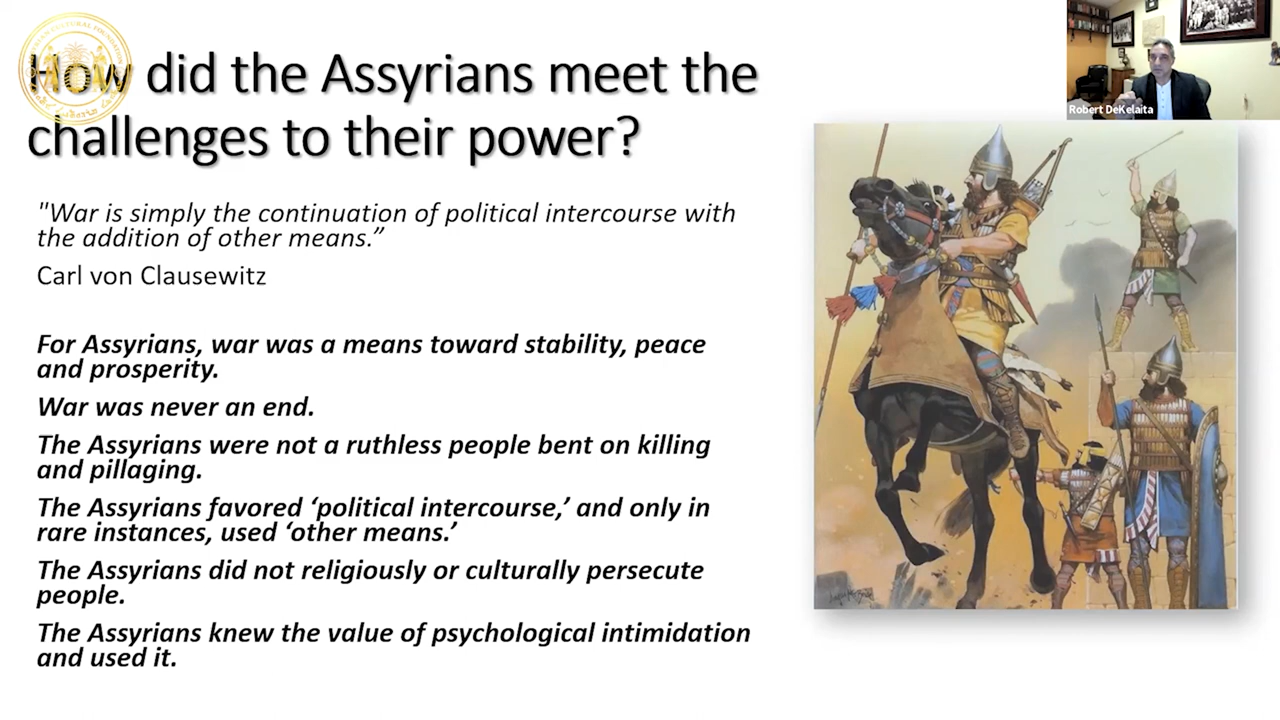 How did the Assyrians meet the
challenges to their power?
"War is simply the continuation of political intercourse with
the addition of other means.”
Carl von Clausewitz
For Assyrians, war was a means toward stability, peace
and prosperity.
War was never an end.
The Assyrians were not a ruthless people bent on killing
and pillaging.
The Assyrians favored ‘political intercourse,’ and only in
rare instances, used ‘other means.’
The Assyrians did not religiously or culturally persecute
people.
The Assyrians knew the value of psychological intimidation
and used it.
Robert DeKelaita